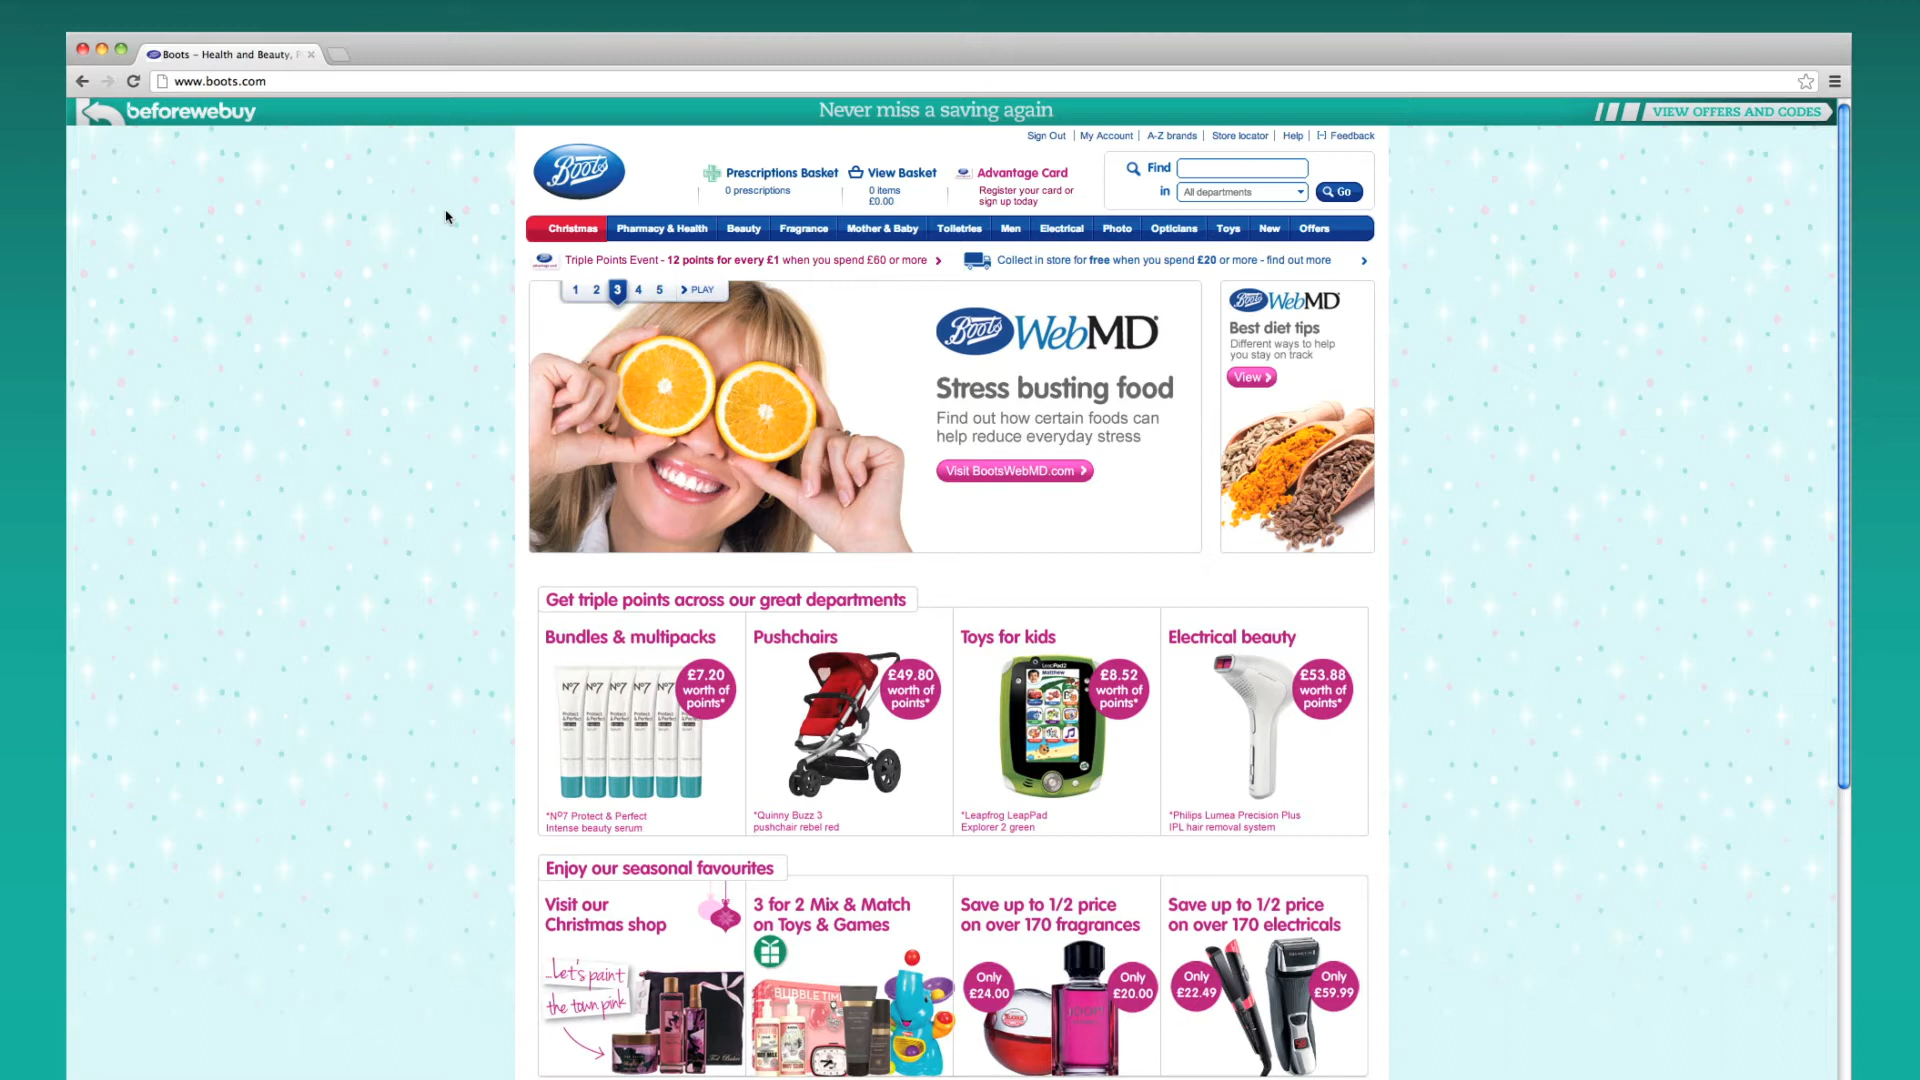 Boots – Health and Beauty, P
www.boots.com
beforewebuy
Never miss a saving again
VIEW OFFERS AND CODES
Sign Out | My Account | A-Z brands | Store locator | Help | [-] Feedback
Boots
Prescriptions Basket
0 prescriptions
View Basket
0 items
£0.00
Advantage Card
Register your card or
sign up today
Find
in All departments Go
Christmas Pharmacy & Health Beauty Fragrance Mother & Baby Toiletries Men Electrical Photo Opticians Toys New Offers
Triple Points Event - 12 points for every £1 when you spend £60 or more
Collect in store for free when you spend £20 or more - find out more
1 2 3 4 5 PLAY
Boots WebMD
Stress busting food
Find out how certain foods can
help reduce everyday stress
Visit BootsWebMD.com
Boots WebMD
Best diet tips
Different ways to help
you stay on track
View
Get triple points across our great departments
Bundles & multipacks
£7.20
worth of
points*
Nº7 Nº7 Nº7 Nº7 Nº7
*Nº7 Protect & Perfect
Intense beauty serum
Pushchairs
£49.80
worth of
points*
*Quinny Buzz 3
pushchair rebel red
Toys for kids
£8.52
worth of
points*
LeapPad2
*Leapfrog LeapPad
Explorer 2 green
Electrical beauty
£53.88
worth of
points*
*Philips Lumea Precision Plus
IPL hair removal system
Enjoy our seasonal favourites
Visit our
Christmas shop
...Let's paint
the town pink
Ted Baker
3 for 2 Mix & Match
on Toys & Games
BUBBLE TIM
Save up to 1/2 price
on over 170 fragrances
Only
£24.00
Only
£20.00
JOOP!
Save up to 1/2 price
on over 170 electricals
Only
£22.49
Only
£59.99